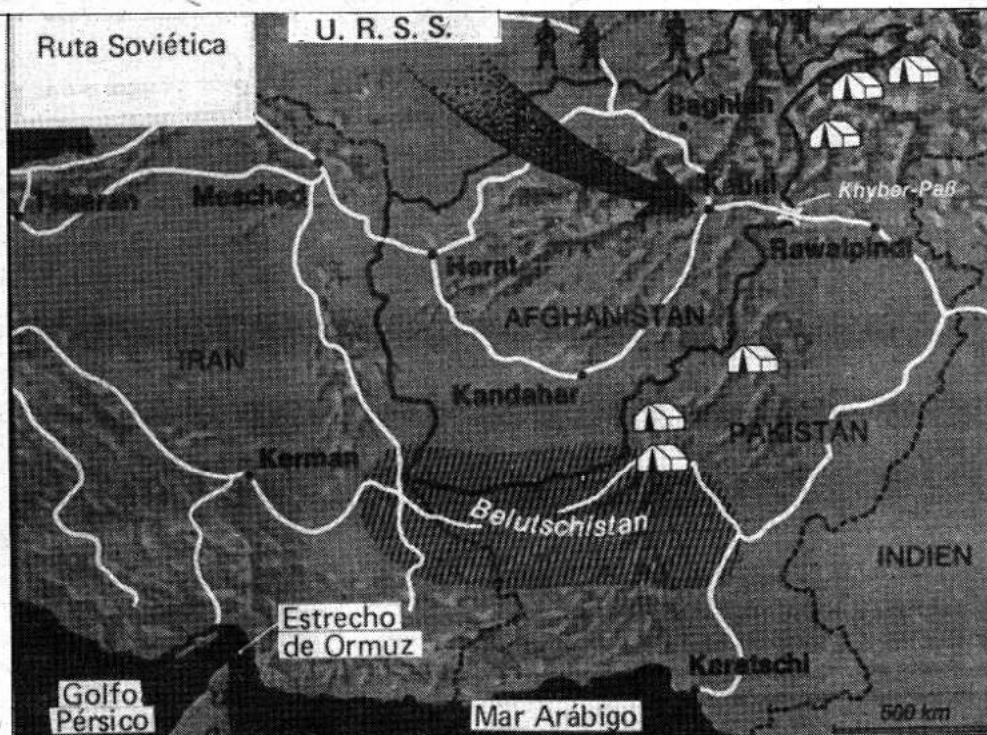 Ruta Soviética
U. R. S. S.
Baghlan
Khyber-Paß
Teheran
Mesched
Kabul
Herat
Rawalpindi
AFGHANISTAN
IRAN
Kandahar
PAKISTAN
Kerman
Belutschistan
INDIEN
Estrecho
de Ormuz
Karatschi
Golfo
Pérsico
Mar Arábigo
500 km